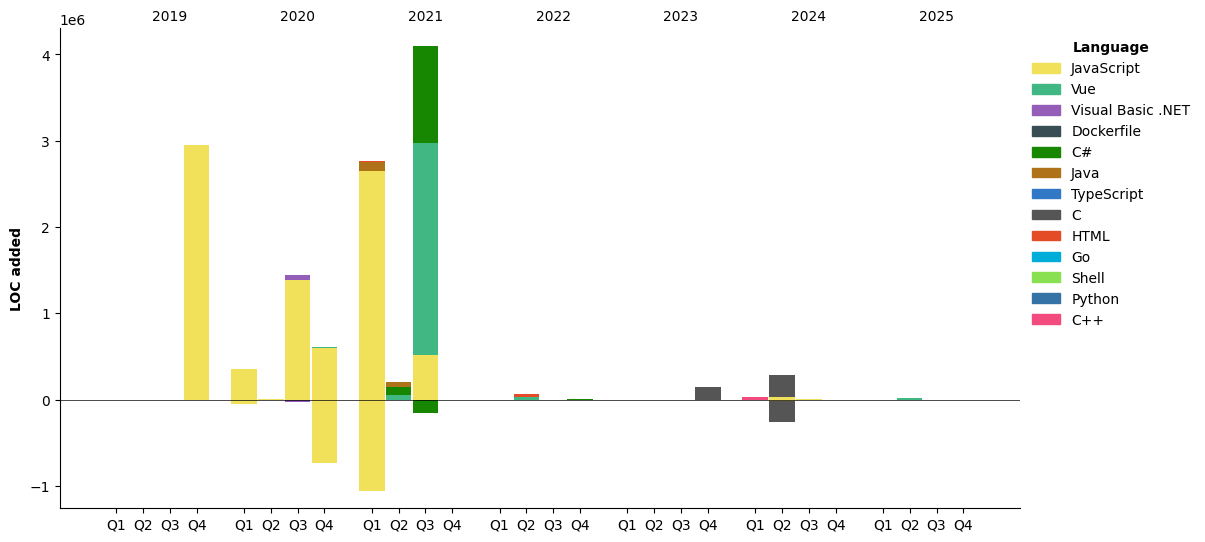 1e6
2019 2020 2021 2022 2023 2024 2025
4
3
2
1
0
−1
LOC added
Q1 Q2 Q3 Q4 Q1 Q2 Q3 Q4 Q1 Q2 Q3 Q4 Q1 Q2 Q3 Q4 Q1 Q2 Q3 Q4 Q1 Q2 Q3 Q4 Q1 Q2 Q3 Q4
Language
JavaScript
Vue
Visual Basic .NET
Dockerfile
C#
Java
TypeScript
C
HTML
Go
Shell
Python
C++